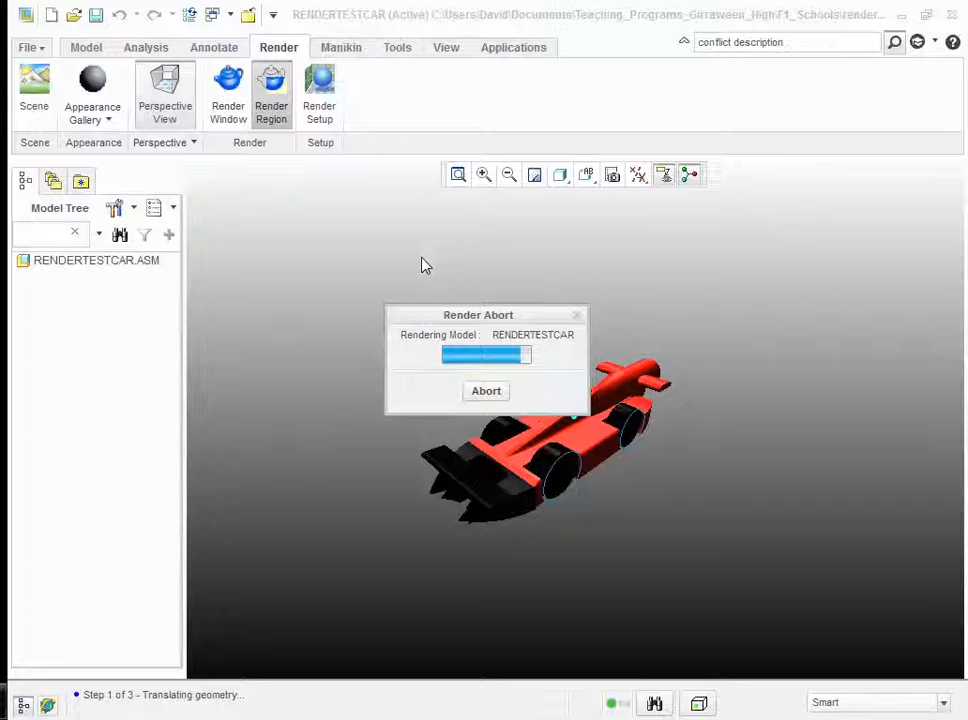 RENDERTESTCAR (Active) C:\Users\David\Documents\Teaching_Programs_Girraween_High\F1_Schools\render...
File Model Analysis Annotate Render Manikin Tools View Applications
conflict description
Scene
Appearance Gallery
Perspective View
Render Window
Render Region
Render Setup
Scene Appearance Perspective Render Setup
Model Tree
RENDERTESTCAR.ASM
Render Abort
Rendering Model : RENDERTESTCAR
Abort
Step 1 of 3 - Translating geometry...
Smart